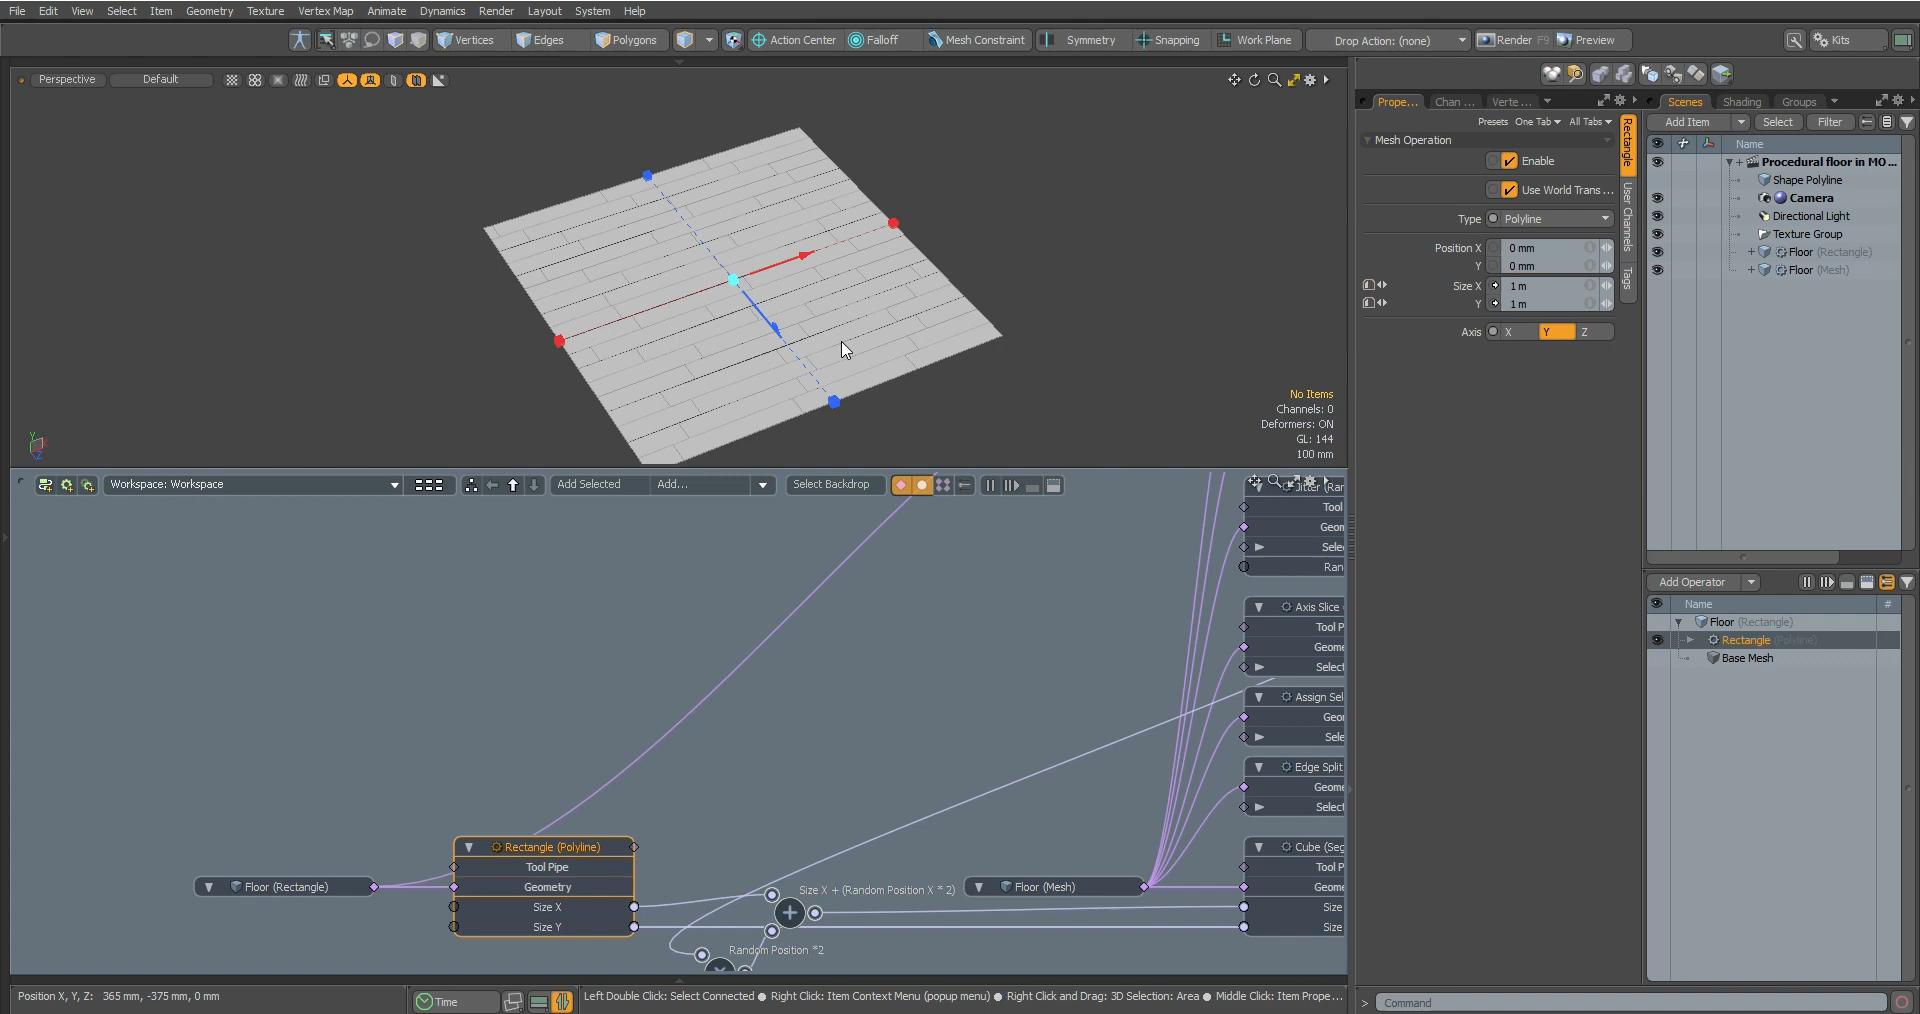 File Edit View Select Item Geometry Texture Vertex Map Animate Dynamics Render Layout System Help
Vertices Edges Polygons Action Center Falloff Mesh Constraint Symmetry Snapping Work Plane Drop Action: (none) Render F9 Preview Kits
Perspective Default
Prope... Chan ... Verte ...
Scenes Shading Groups
Presets One Tab All Tabs
Add Item Select Filter
Mesh Operation
Name
Enable
Procedural floor in MO ...
Shape Polyline
Use World Trans ...
Camera
Type Polyline
Directional Light
Texture Group
Position X 0 mm
Floor (Rectangle)
Y 0 mm
Floor (Mesh)
Size X 1 m
Y 1 m
Axis X Y Z
Rectangle
User Channels
Tags
No Items
Channels: 0
Deformers: ON
GL: 144
100 mm
Y
X
Z
Workspace: Workspace Add Selected Add... Select Backdrop
Jitter (Rar
Tool
Geom
Sele
Ran
Axis Slice
Tool P
Geome
Select
Assign Sel
Geor
Sele
Edge Split
Geome
Select
Rectangle (Polyline)
Tool Pipe
Floor (Rectangle)
Geometry
Size X
Size Y
Size X + (Random Position X * 2)
Random Position *2
Floor (Mesh)
Cube (Seg
Tool P
Geome
Size
Size
Add Operator
Name #
Floor (Rectangle)
Rectangle (Polyline)
Base Mesh
Position X, Y, Z: 365 mm, -375 mm, 0 mm
Time
Left Double Click: Select Connected ● Right Click: Item Context Menu (popup menu) ● Right Click and Drag: 3D Selection: Area ● Middle Click: Item Prope...
> Command